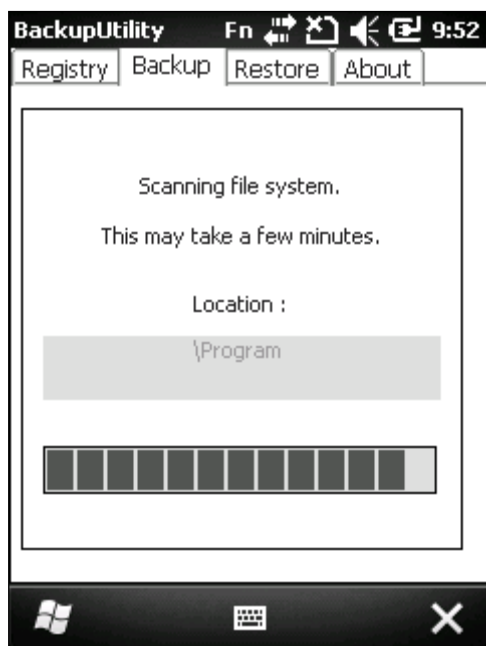 BackupUtility Fn 9:52
Registry Backup Restore About
Scanning file system.
This may take a few minutes.
Location :
\Program